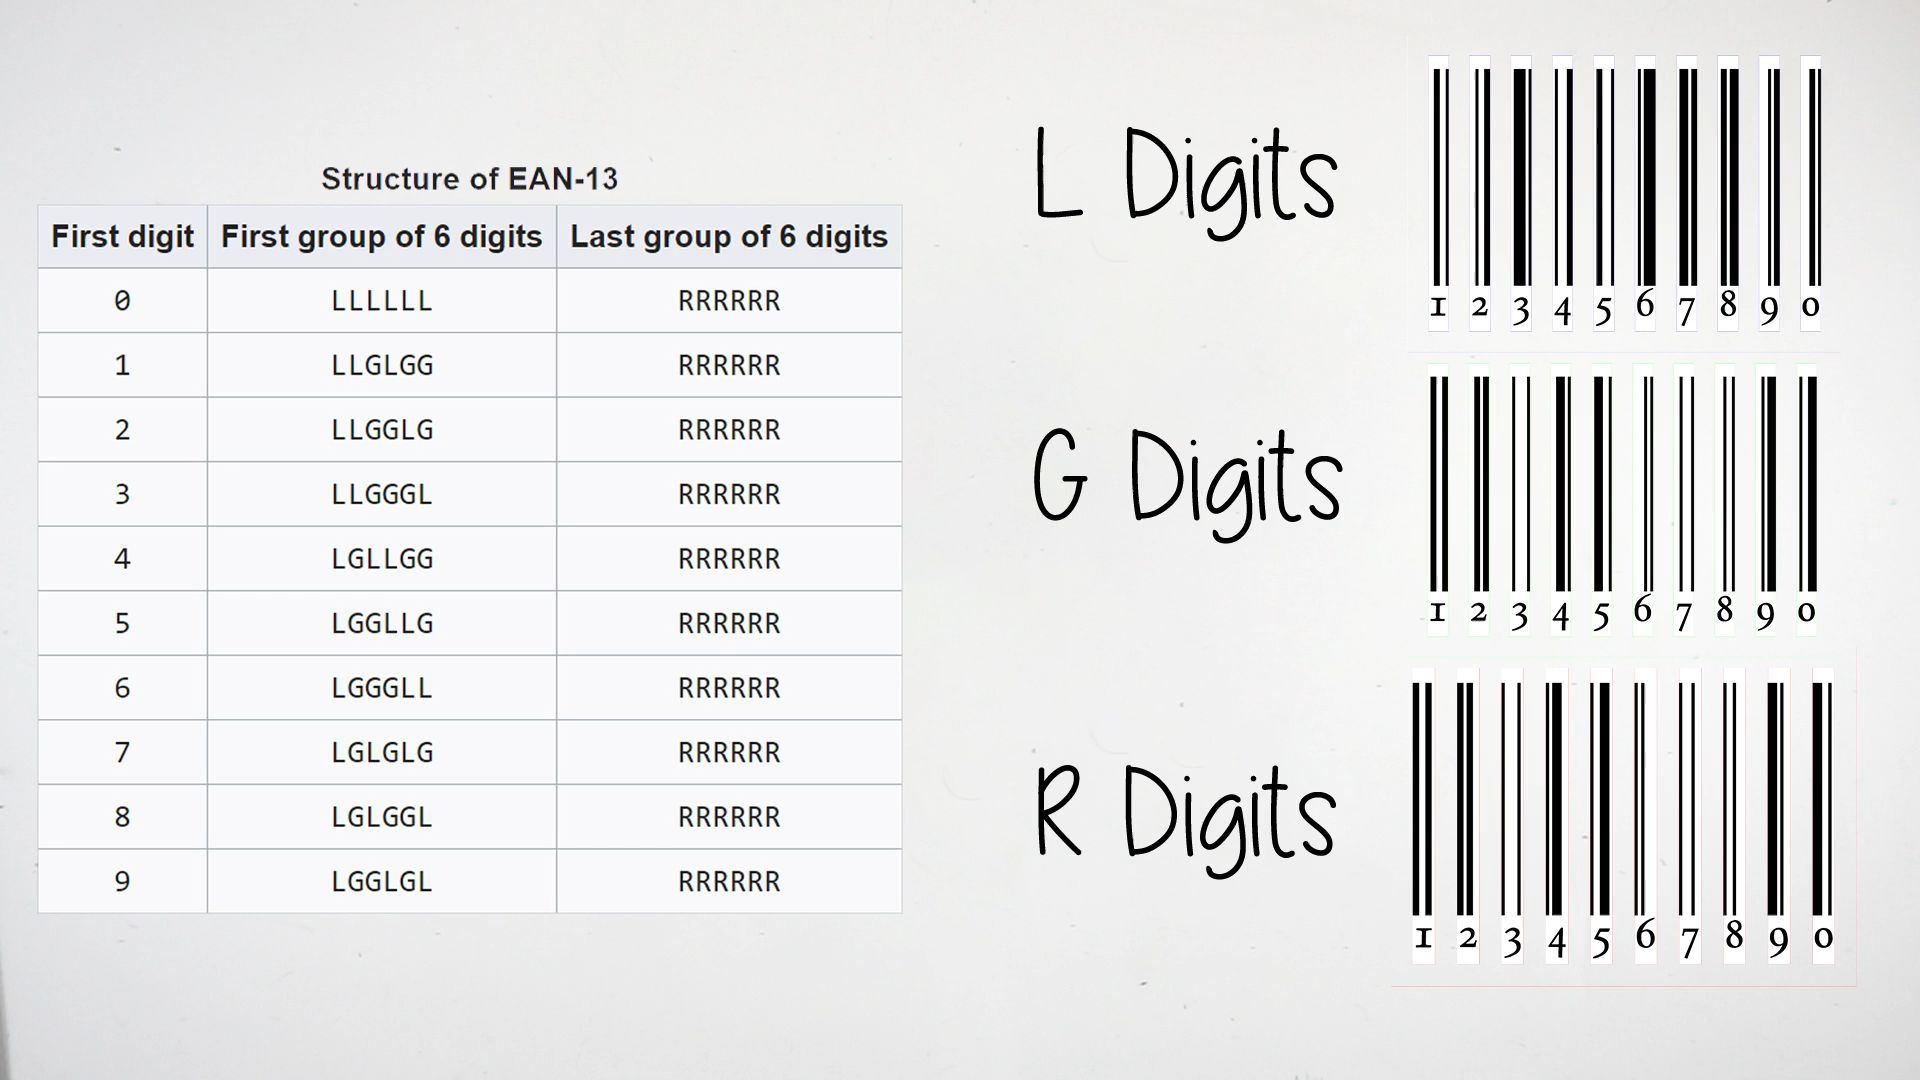 Structure of EAN-13
First digit First group of 6 digits Last group of 6 digits
0 LLLLLL RRRRRR
1 LLGLGG RRRRRR
2 LLGGLG RRRRRR
3 LLGGGL RRRRRR
4 LGLLGG RRRRRR
5 LGGLLG RRRRRR
6 LGGGLL RRRRRR
7 LGLGLG RRRRRR
8 LGLGGL RRRRRR
9 LGGLGL RRRRRR
L Digits
1 2 3 4 5 6 7 8 9 0
G Digits
1 2 3 4 5 6 7 8 9 0
R Digits
1 2 3 4 5 6 7 8 9 0